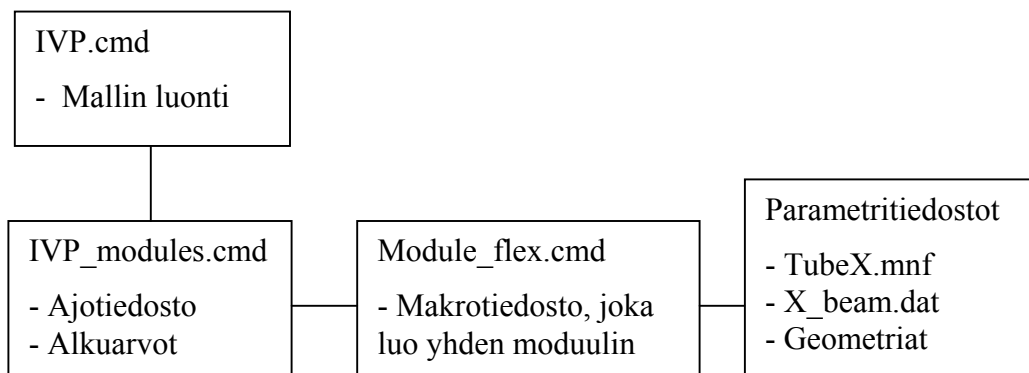 IVP.cmd
- Mallin luonti
IVP_modules.cmd
- Ajotiedosto
- Alkuarvot
Module_flex.cmd
- Makrotiedosto, joka
luo yhden moduulin
Parametritiedostot
- TubeX.mnf
- X_beam.dat
- Geometriat